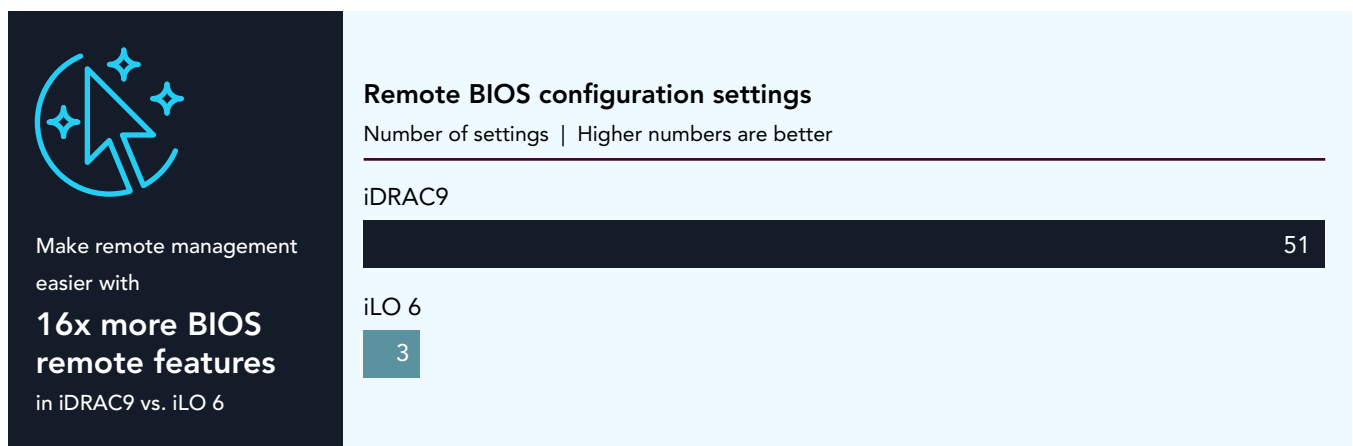 Make remote management
easier with
16x more BIOS
remote features
in iDRAC9 vs. iLO 6
Remote BIOS configuration settings
Number of settings | Higher numbers are better
iDRAC9
51
iLO 6
3